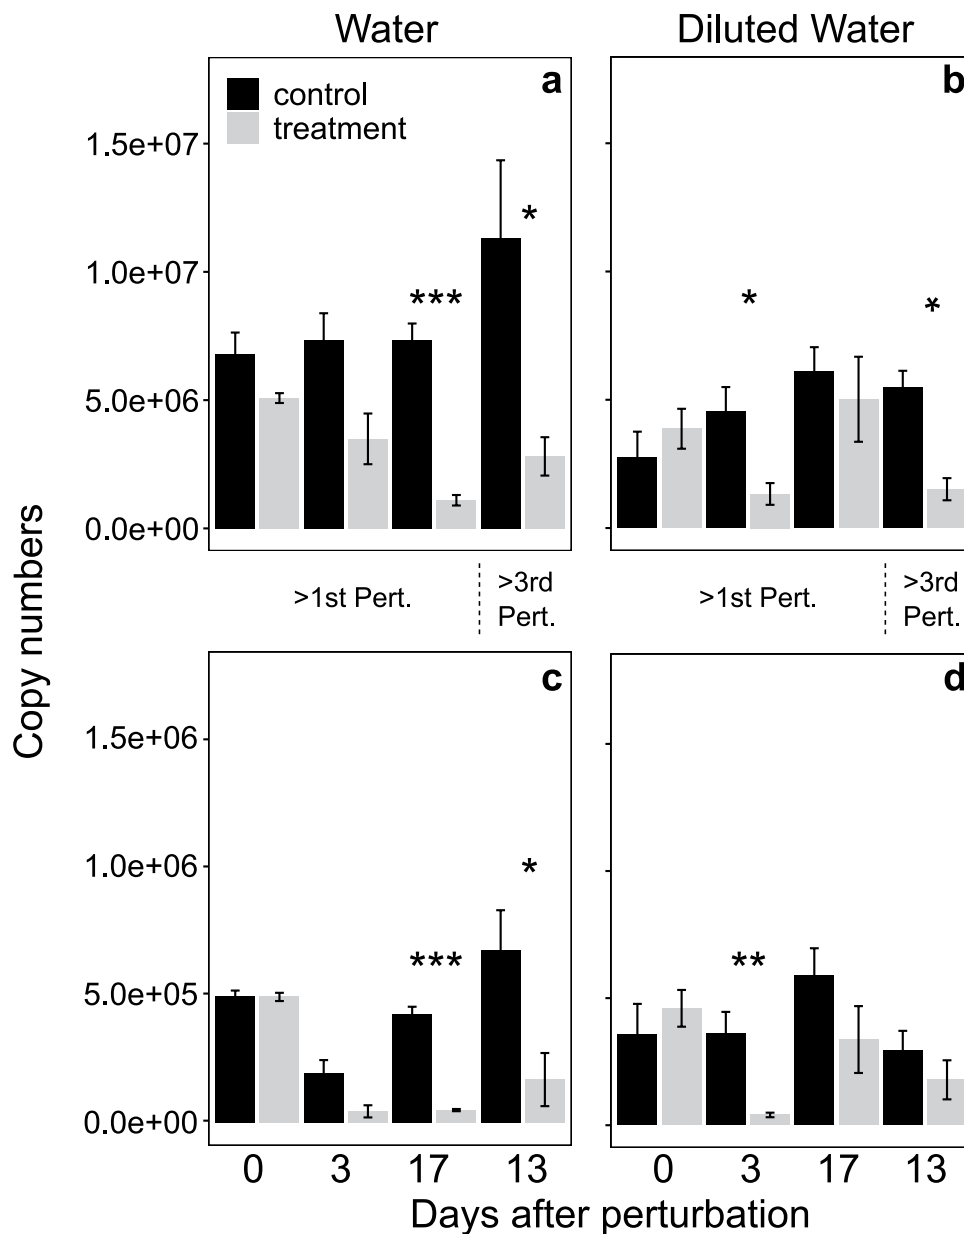 Water
Diluted Water
a
b
control
treatment
1.5e+07
1.0e+07
5.0e+06
0.0e+00
***
*
*
*
>1st Pert.
>3rd
Pert.
>1st Pert.
>3rd
Pert.
Copy numbers
c
d
1.5e+06
1.0e+06
5.0e+05
0.0e+00
***
*
**
0 3 17 13
0 3 17 13
Days after perturbation